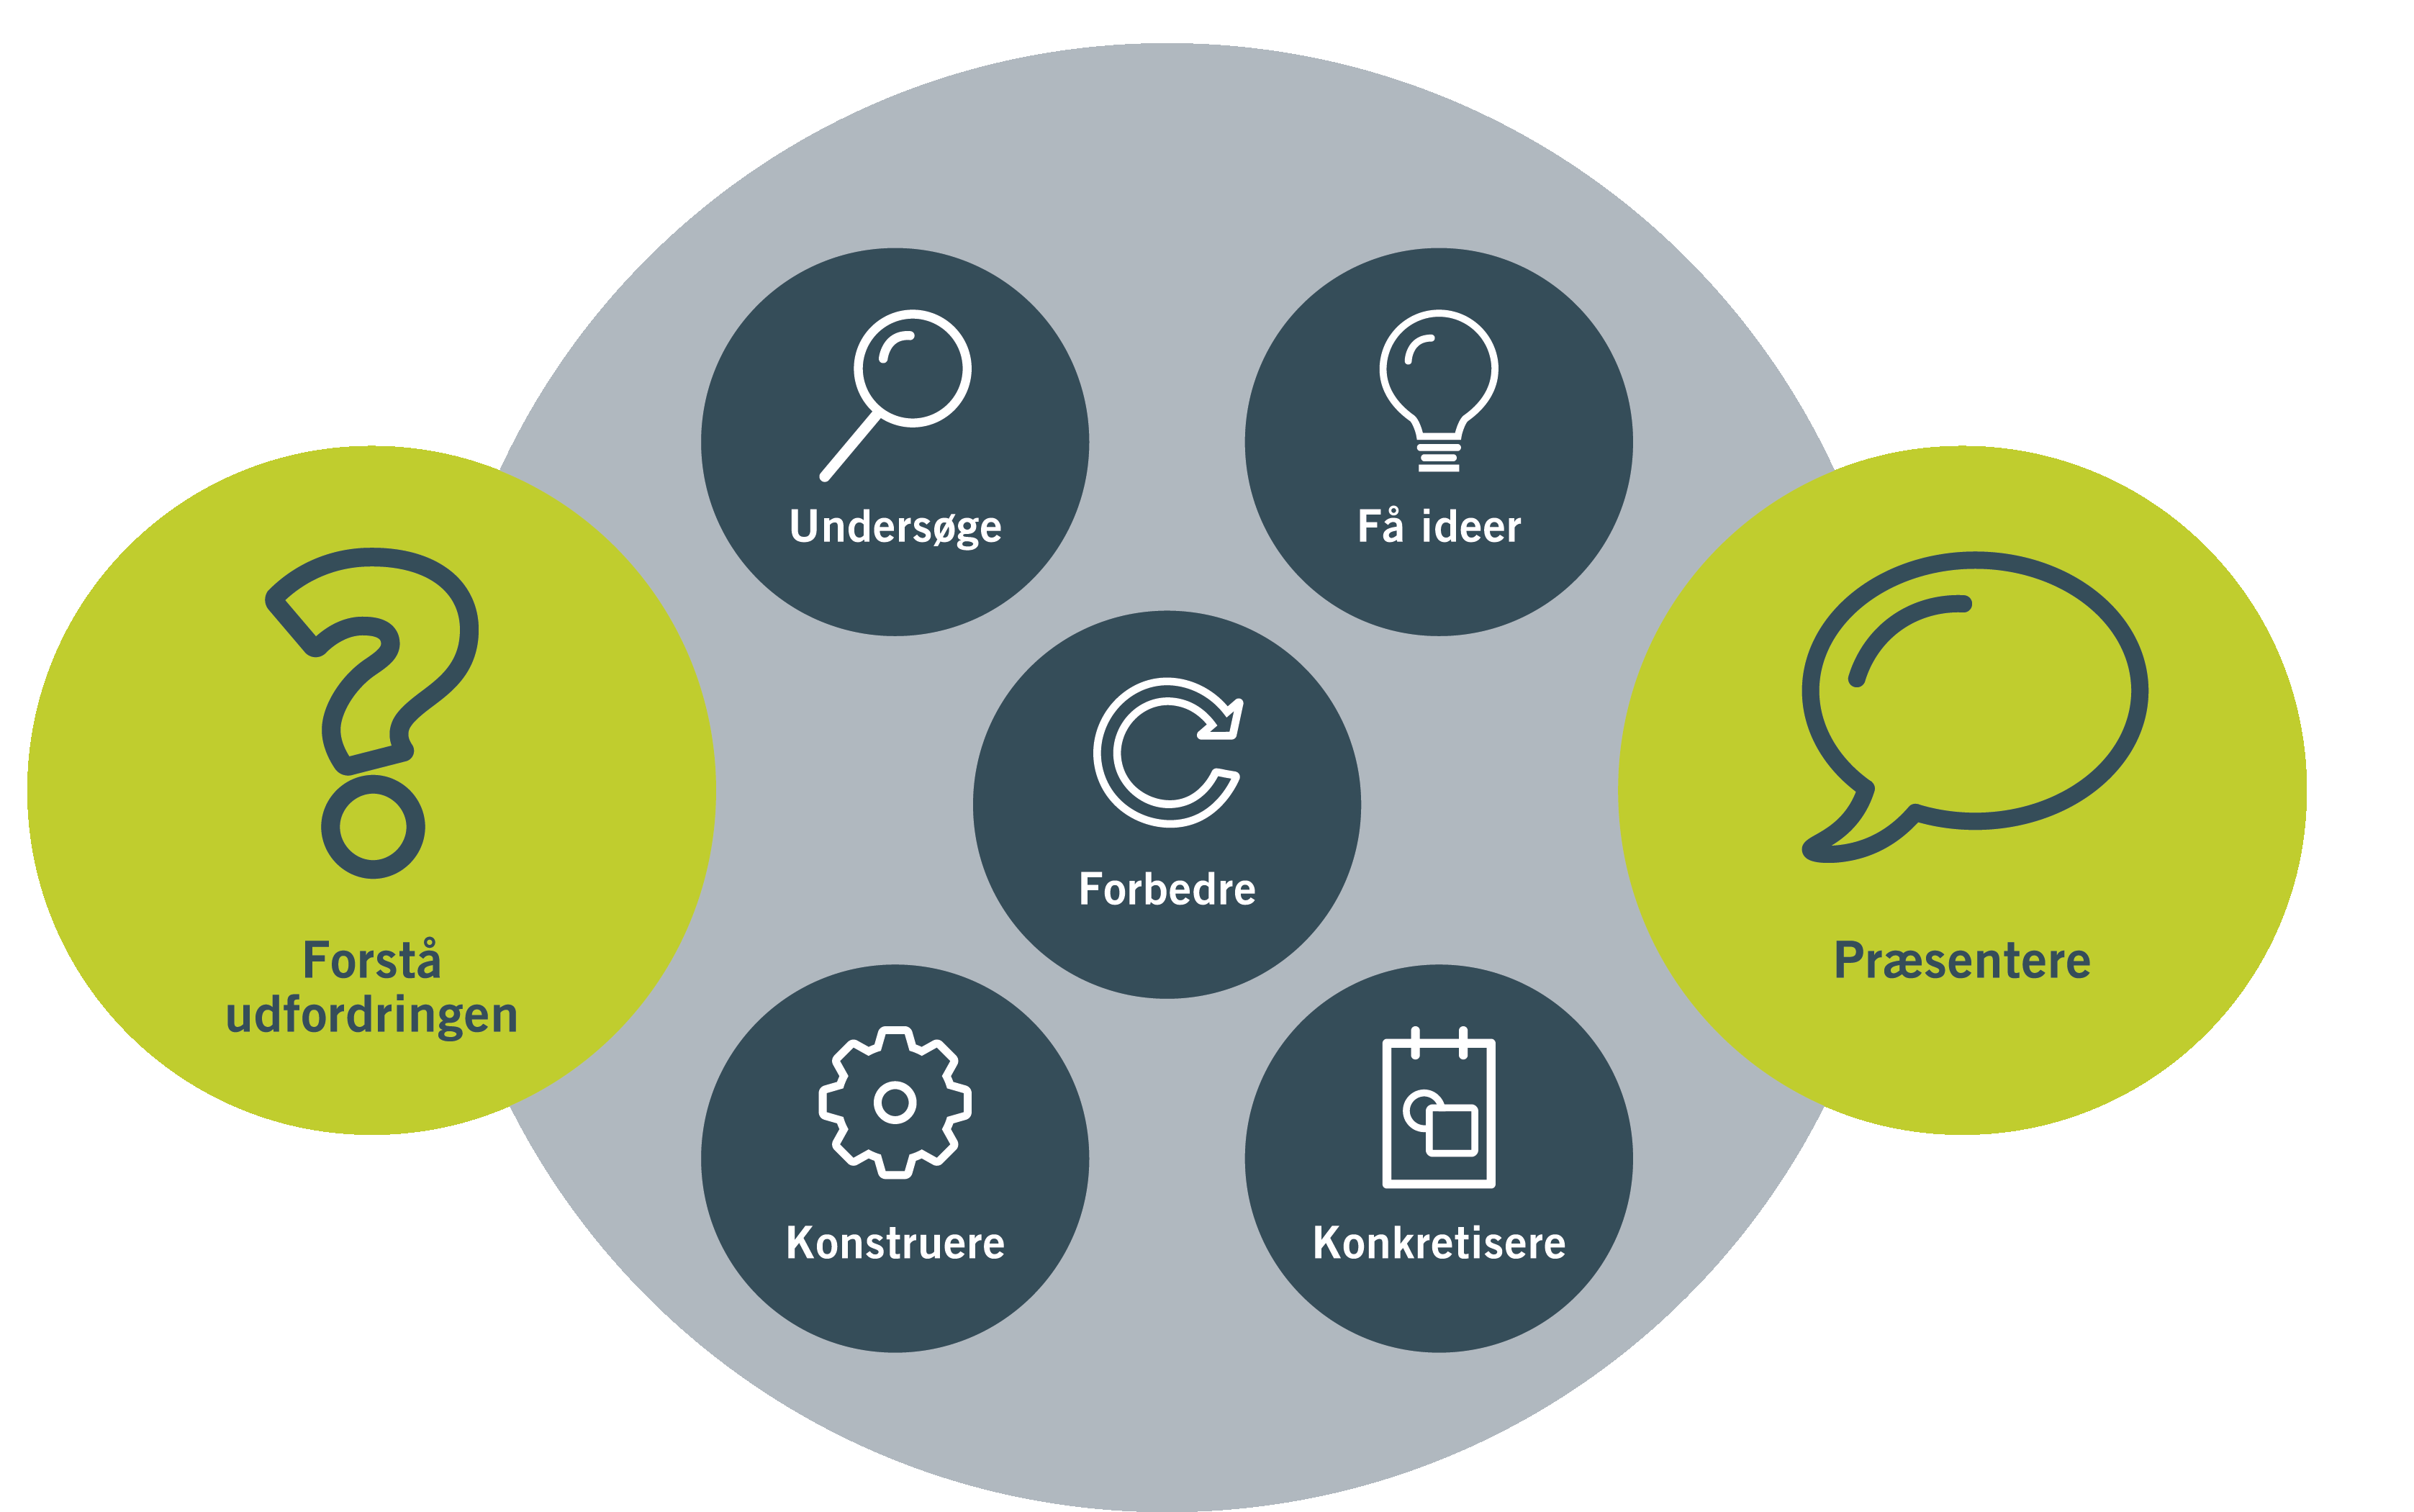 Undersøge
Få ideer
Forstå
udfordringen
Forbedre
Præsentere
Konstruere
Konkretisere